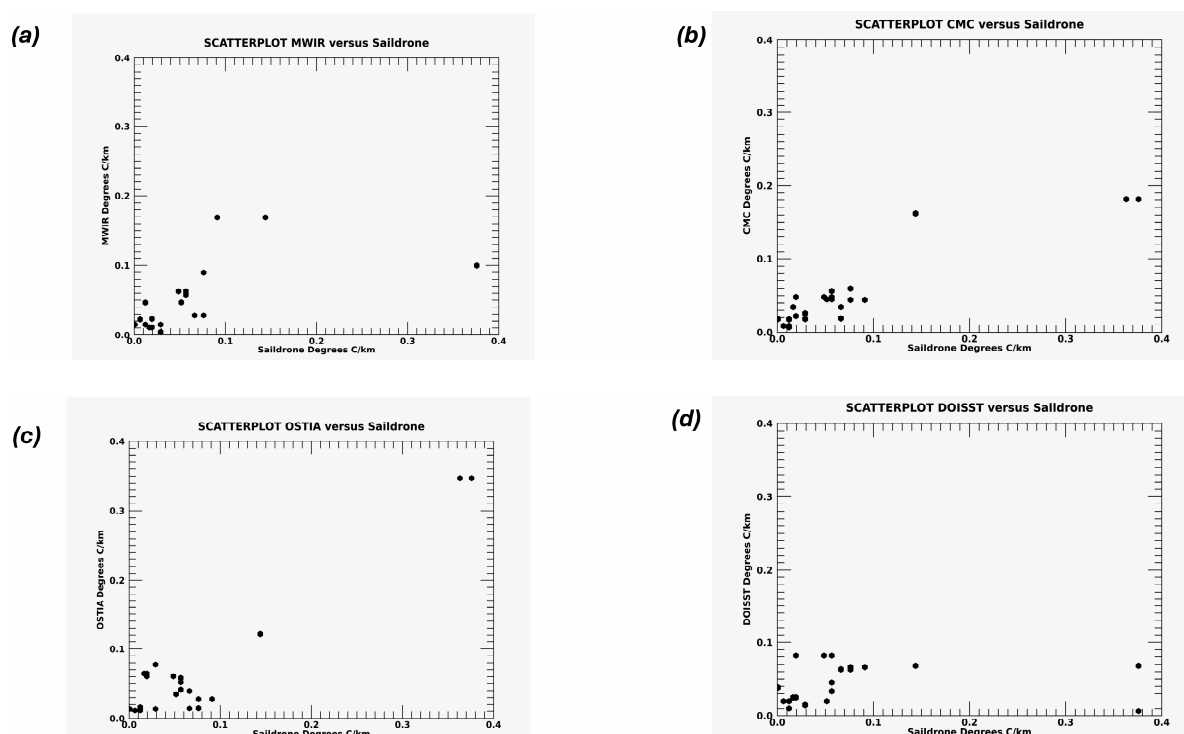 (a)
SCATTERPLOT MWIR versus Saildrone
0.4
0.3
0.2
0.1
0.0
MWIR Degrees C/km
0.0 0.1 0.2 0.3 0.4
Saildrone Degrees C/km
(b)
SCATTERPLOT CMC versus Saildrone
0.4
0.3
0.2
0.1
0.0
CMC Degrees C/km
0.0 0.1 0.2 0.3 0.4
Saildrone Degrees C/km
(c)
SCATTERPLOT OSTIA versus Saildrone
0.4
0.3
0.2
0.1
0.0
OSTIA Degrees C/km
0.0 0.1 0.2 0.3 0.4
Saildrone Degrees C/km
(d)
SCATTERPLOT DOISST versus Saildrone
0.4
0.3
0.2
0.1
0.0
DOISST Degrees C/km
0.0 0.1 0.2 0.3 0.4
Saildrone Degrees C/km